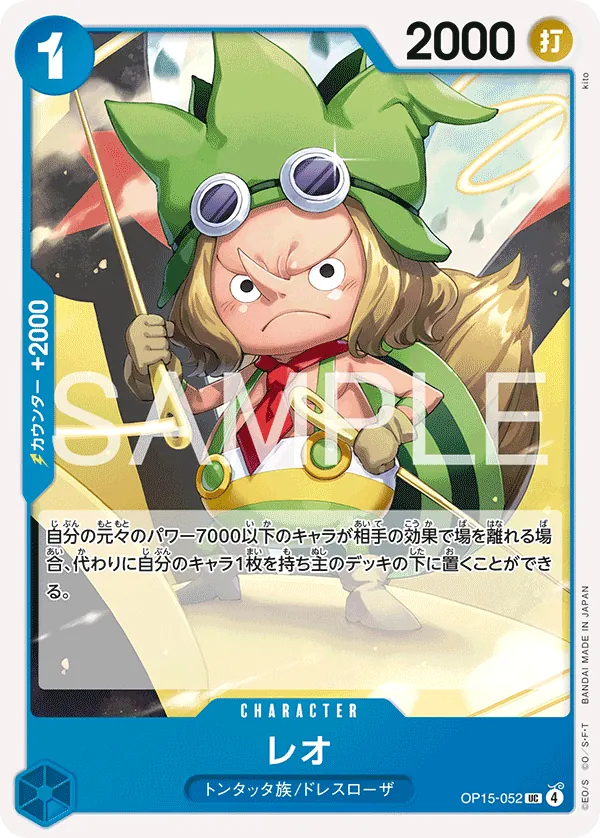 1
2000
打
kito
⚡カウンター +2000
SAMPLE
自分の元々のパワー7000以下のキャラが相手の効果で場を離れる場
合、代わりに自分のキャラ1枚を持ち主のデッキの下に置くことができ
る。
CHARACTER
レオ
トンタッタ族/ドレスローザ
OP15-052 UC 4
©E.O/S ©O/S・F・T BANDAI MADE IN JAPAN